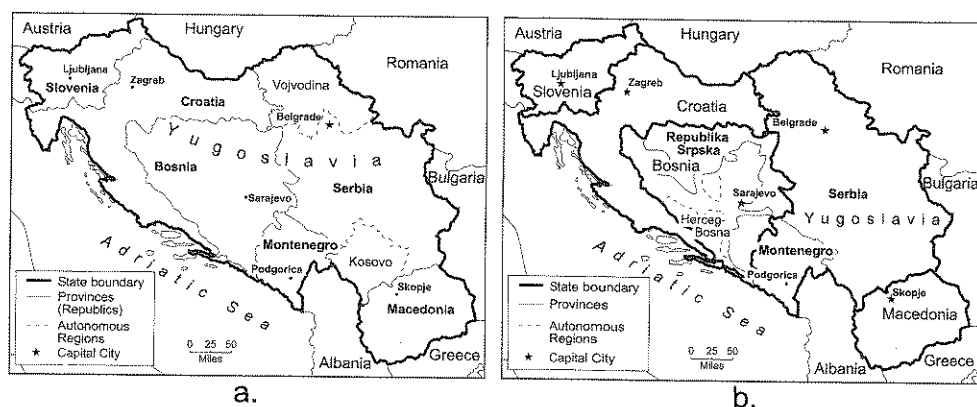 Austria
Hungary
Romania
Ljubljana
Slovenia
Zagreb
Vojvodina
Croatia
Belgrade
Yugoslavia
Bosnia
Serbia
Bulgaria
Sarajevo
Montenegro
Kosovo
Podgorica
Skopje
Macedonia
Adriatic Sea
Albania
Greece
State boundary
Provinces
(Republics)
Autonomous
Regions
Capital City
0 25 50
Miles
a.
Austria
Hungary
Romania
Ljubljana
Slovenia
Zagreb
Croatia
Belgrade
Republika
Srpska
Bosnia
Sarajevo
Serbia
Bulgaria
Herceg-
Bosna
Yugoslavia
Montenegro
Podgorica
Skopje
Macedonia
Adriatic Sea
Albania
Greece
State boundary
Provinces
Autonomous
Regions
Capital City
0 25 50
Miles
b.